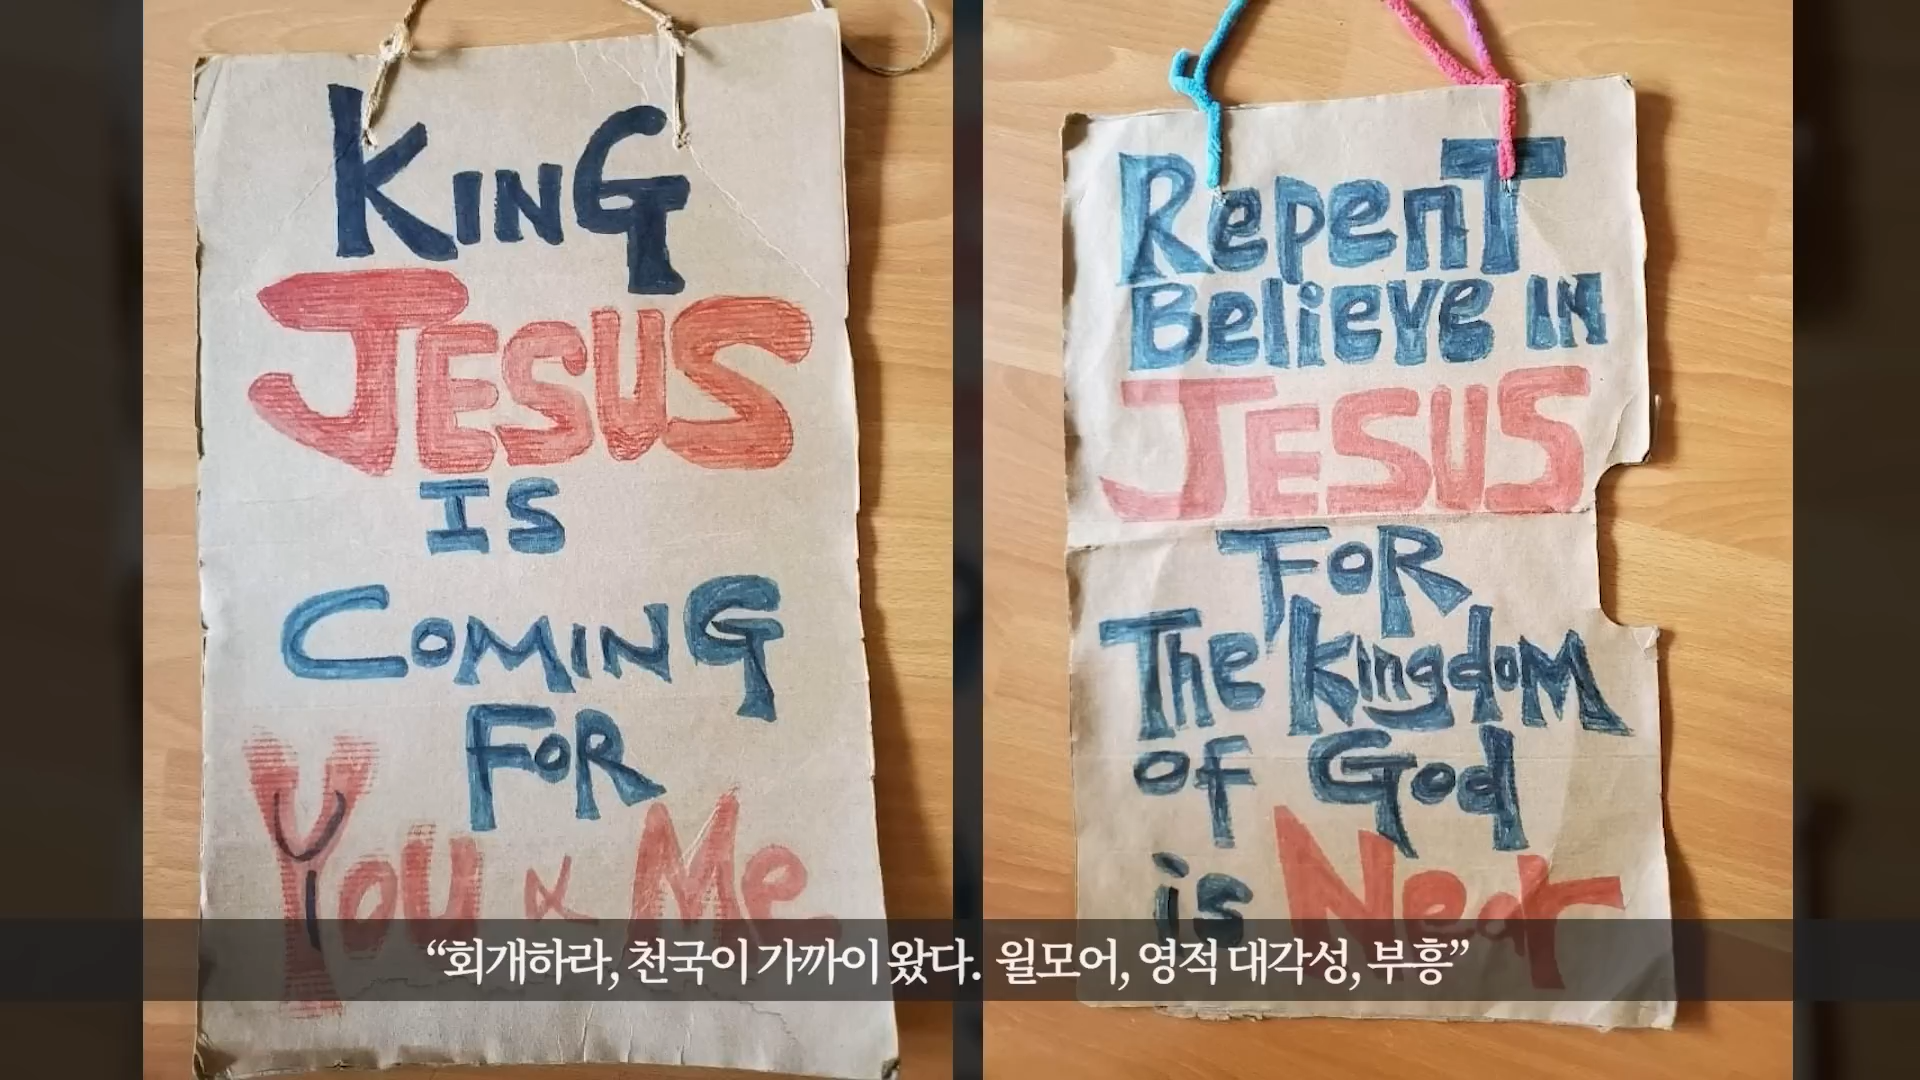 KING
JESUS
IS
COMING
FOR
You & Me
RepenT
Believe IN
JESUS
FOR
The KingdoM
of God
is Near
“회개하라, 천국이 가까이 왔다. 윌모어, 영적 대각성, 부흥”